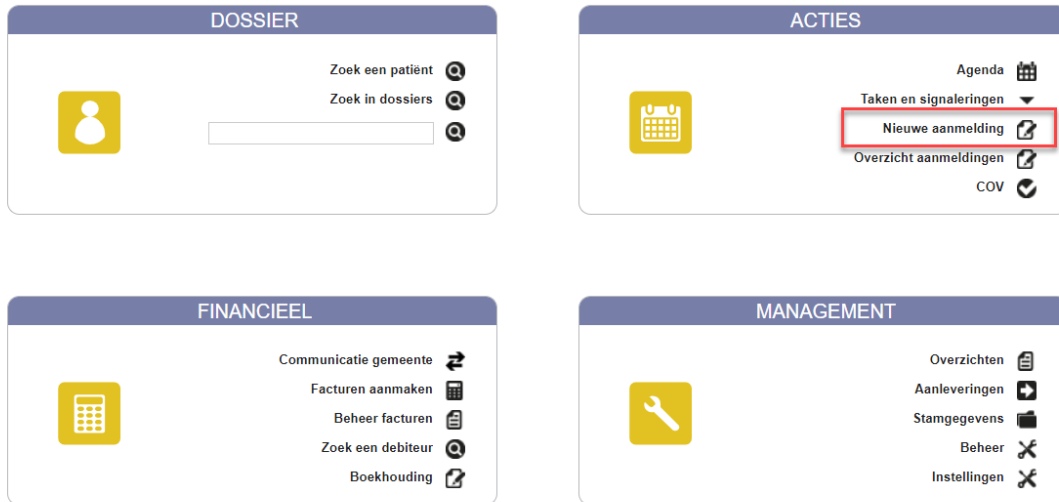 DOSSIER
Zoek een patiënt
Zoek in dossiers
ACTIES
Agenda
Taken en signaleringen
Nieuwe aanmelding
Overzicht aanmeldingen
COV
FINANCIEEL
Communicatie gemeente
Facturen aanmaken
Beheer facturen
Zoek een debiteur
Boekhouding
MANAGEMENT
Overzichten
Aanleveringen
Stamgegevens
Beheer
Instellingen